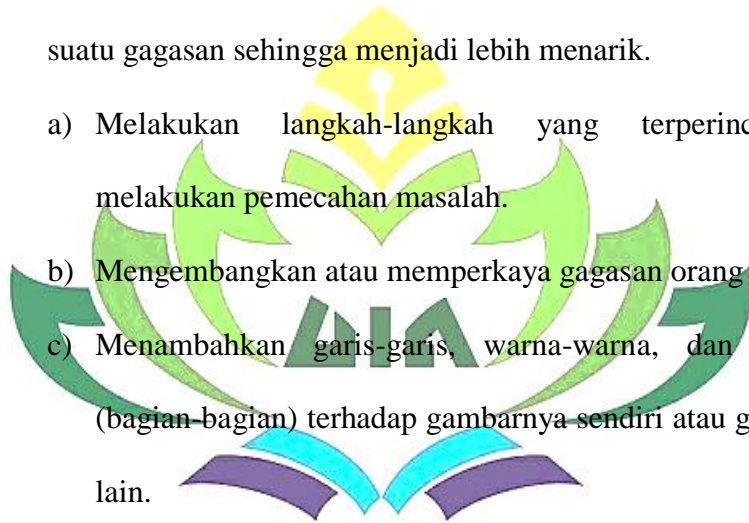 suatu gagasan sehingga menjadi lebih menarik.
a) Melakukan langkah-langkah yang
melakukan pemecahan masalah.
b) Mengembangkan atau memperkaya gagasan orang
c) Menambahkan garis-garis, warna-warna, dan
(bagian-bagian) terhadap gambarnya sendiri atau
lain.